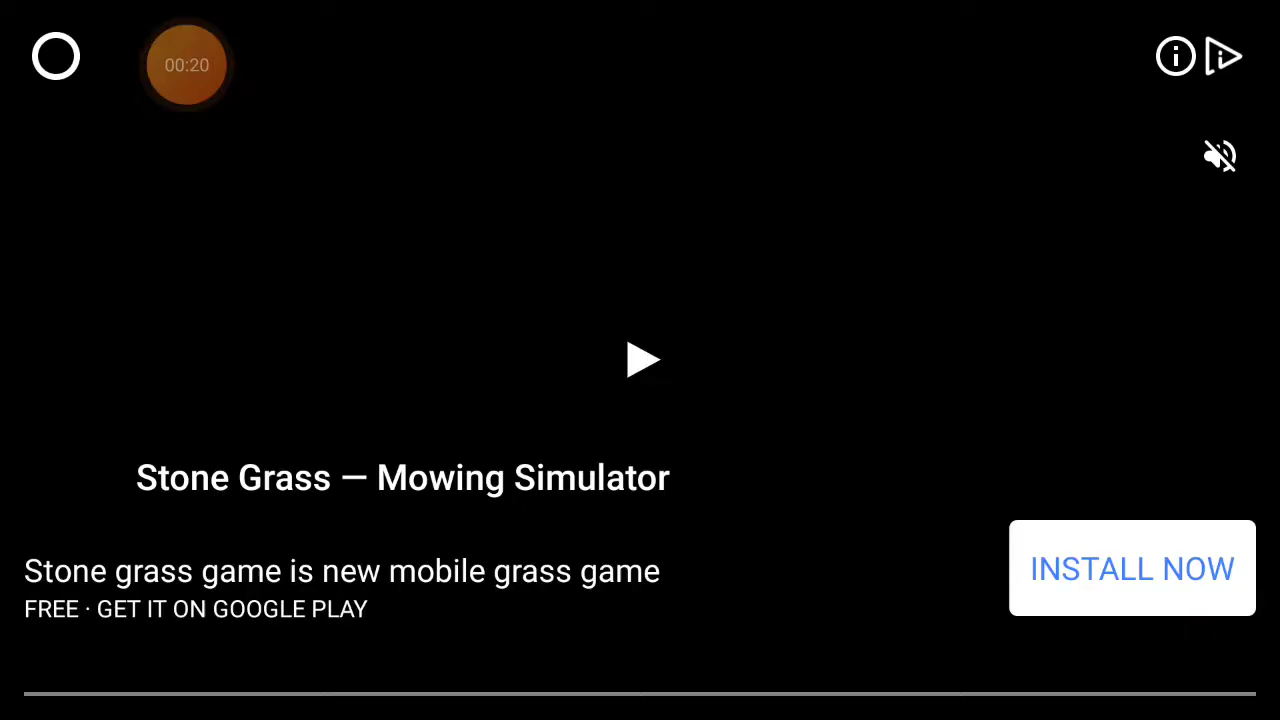 00:20
Stone Grass — Mowing Simulator
Stone grass game is new mobile grass game
FREE · GET IT ON GOOGLE PLAY
INSTALL NOW